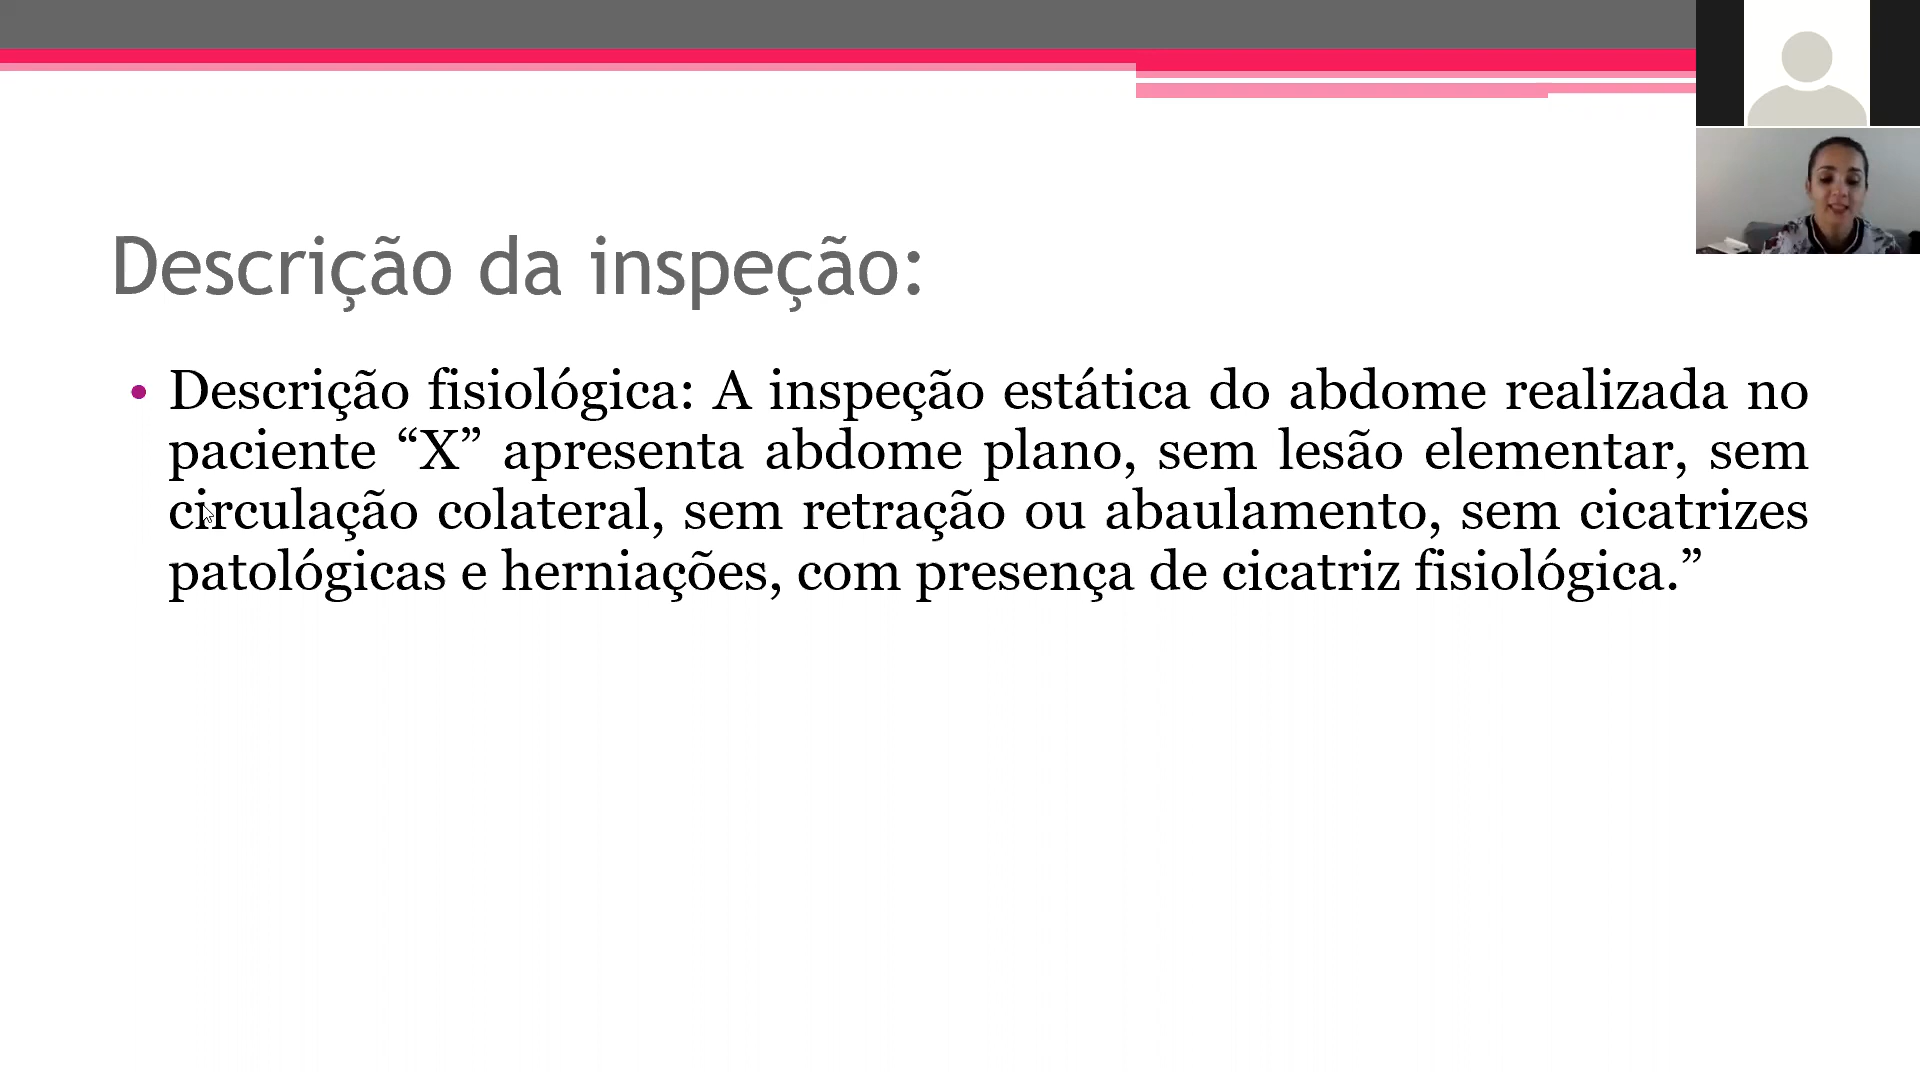 Descrição da inspeção:
• Descrição fisiológica: A inspeção estática do abdome realizada no
paciente “X” apresenta abdome plano, sem lesão elementar, sem
circulação colateral, sem retração ou abaulamento, sem cicatrizes
patológicas e herniações, com presença de cicatriz fisiológica.”